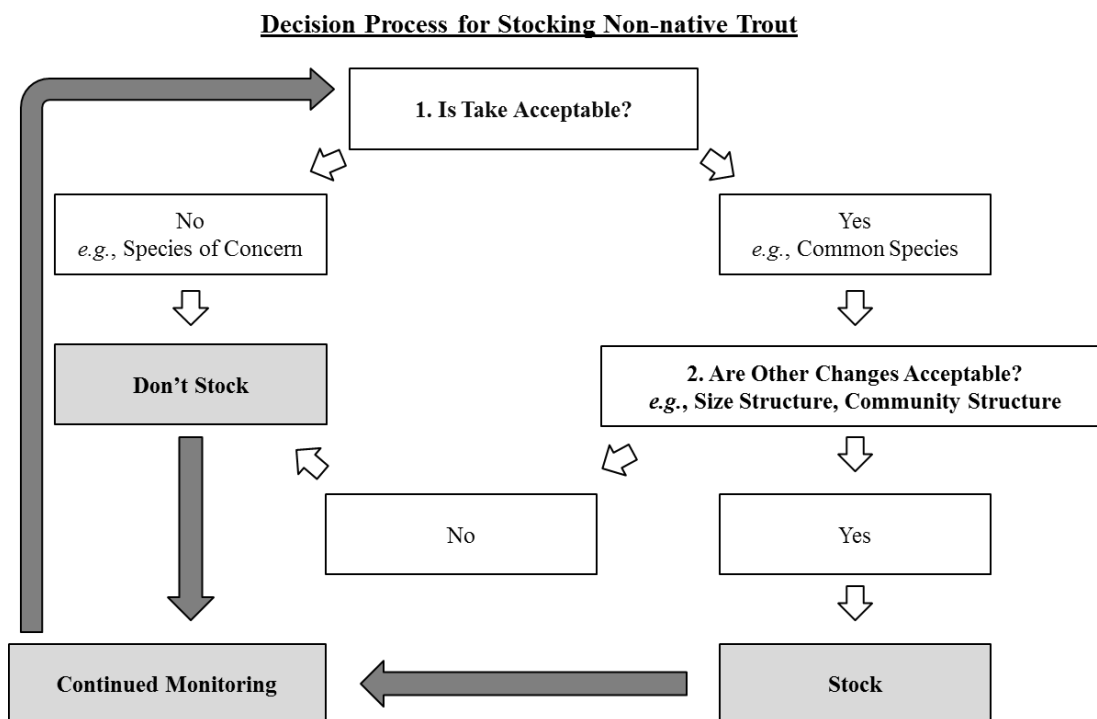 Decision Process for Stocking Non-native Trout
1. Is Take Acceptable?
No
e.g., Species of Concern
Yes
e.g., Common Species
Don’t Stock
2. Are Other Changes Acceptable?
e.g., Size Structure, Community Structure
No
Yes
Continued Monitoring
Stock